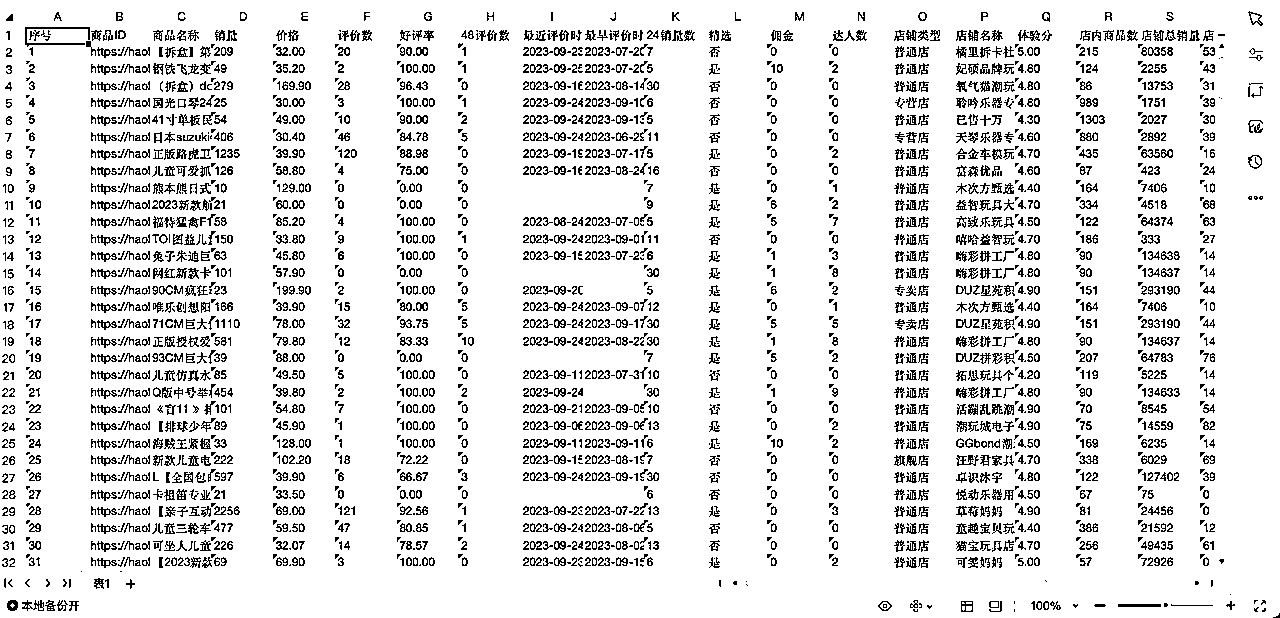 A B C D E F G H I J K L M N O P Q R S
1 序号 商品ID 商品名称 销量 价格 评价数 好评率 48评价数 最近评价时 最早评价时 24销量数 精选 佣金 达人数 店铺类型 店铺名称 体验分 店内商品数 店铺总销量 店
2 1 https://haol 【拆盒】第 209 32.00 20 90.00 1 2023-09-23 2023-07-20 7 否 0 0 普通店 橘里拆卡社 5.00 215 80358 53
3 2 https://haol 钢铁飞龙变 49 35.20 2 100.00 1 2023-09-25 2023-07-20 5 是 10 2 普通店 妃硕品牌玩 4.80 124 2255 43
4 3 https://haol （拆盒）do 279 169.90 28 96.43 0 2023-09-16 2023-08-14 30 否 0 0 普通店 氧气猫潮玩 4.80 86 13753 31
5 4 https://haol 国光口琴24 25 30.00 3 100.00 1 2023-09-24 2023-09-10 6 否 0 0 专营店 聆吟乐器专 4.80 989 1751 39
6 5 https://haol 41寸单板民 54 49.00 10 90.00 2 2023-09-24 2023-09-13 5 否 0 0 普通店 已售十万 4.30 1303 2027 30
7 6 https://haol 日本suzuki 406 30.40 46 84.78 5 2023-09-24 2023-06-29 11 否 0 0 专营店 天琴乐器专 4.60 880 2892 39
8 7 https://haol 正版路虎卫 1235 39.90 120 88.98 0 2023-09-19 2023-07-17 5 是 0 2 普通店 合金车模玩 4.70 435 63560 16
9 8 https://haol 儿童可爱抓 126 58.80 4 75.00 0 2023-09-16 2023-08-24 16 否 0 0 普通店 富森优品 4.60 87 423 24
10 9 https://haol 熊本熊日式 10 129.00 0 0.00 0 7 是 0 1 普通店 木次方甄选 4.40 164 7406 10
11 10 https://haol 2023新款航 21 60.00 0 0.00 0 9 是 6 2 普通店 益智玩具大 4.70 334 4518 68
12 11 https://haol 福特猛禽F1 58 85.20 4 100.00 0 2023-08-24 2023-07-05 5 是 5 7 普通店 高致乐玩具 4.50 122 64374 63
13 12 https://haol TOI图益儿童 150 33.80 9 100.00 1 2023-09-24 2023-09-01 11 否 0 0 普通店 嘻哈益智玩 4.70 186 333 27
14 13 https://haol 兔子朱迪巨 63 45.80 6 100.00 0 2023-09-15 2023-07-23 6 是 1 3 普通店 嗨彩拼工厂 4.80 90 134638 14
15 14 https://haol 网红新款卡 101 57.90 0 0.00 0 30 是 1 8 普通店 嗨彩拼工厂 4.80 90 134637 14
16 15 https://haol 90CM疯狂 23 199.90 2 100.00 0 2023-09-20 5 是 6 2 专卖店 DUZ星苑积 4.90 151 293190 44
17 16 https://haol 唯乐创想阳 166 39.90 15 80.00 5 2023-09-24 2023-09-07 12 是 0 1 普通店 木次方甄选 4.40 164 7406 10
18 17 https://haol 71CM巨大 1110 78.00 32 93.75 5 2023-09-24 2023-09-17 30 是 5 5 专卖店 DUZ星苑积 4.90 151 293190 44
19 18 https://haol 正版授权爱 581 79.80 12 83.33 10 2023-09-24 2023-08-22 30 是 1 8 普通店 嗨彩拼工厂 4.80 90 134637 14
20 19 https://haol 93CM巨大 39 88.00 0 0.00 0 7 是 5 2 普通店 DUZ拼彩积 4.50 207 64783 76
21 20 https://haol 儿童仿真水 85 49.50 5 100.00 0 2023-09-11 2023-07-31 10 否 0 0 普通店 拓思玩具个 4.20 119 5225 14
22 21 https://haol Q版中号举 454 39.80 2 100.00 2 2023-09-24 30 是 1 9 普通店 嗨彩拼工厂 4.80 90 134633 14
23 22 https://haol 《盲11》 101 54.80 7 100.00 0 2023-09-21 2023-09-05 10 否 0 0 普通店 活蹦乱跳潮 4.90 70 8545 54
24 23 https://haol 【排球少年 89 45.90 1 100.00 0 2023-09-06 2023-09-06 13 是 0 2 普通店 潮玩城电子 4.90 75 14559 82
25 24 https://haol 海贼王紧握 33 128.00 1 100.00 0 2023-09-11 2023-09-11 6 是 10 2 普通店 GGbond潮 4.50 169 6235 14
26 25 https://haol 新款儿童电 222 102.20 18 72.22 0 2023-09-15 2023-08-19 7 否 0 0 旗舰店 汪野君家具 4.70 338 6029 69
27 26 https://haol L【全国包邮 597 39.90 6 66.67 3 2023-09-24 2023-09-19 30 否 0 0 普通店 卓识沐宇 4.80 122 127402 39
28 27 https://haol 卡祖笛专业 21 33.50 0 0.00 0 6 否 0 0 普通店 悦动乐器用 4.50 67 75 0
29 28 https://haol 【亲子互动 2256 69.00 121 92.56 1 2023-09-23 2023-07-22 13 是 0 3 普通店 草莓妈妈 4.90 81 24456 0
30 29 https://haol 儿童三轮车 477 59.50 47 80.85 1 2023-09-24 2023-08-06 5 否 0 0 普通店 童趣宝贝玩 4.40 386 21592 12
31 30 https://haol 可坐人儿童 226 32.07 14 78.57 2 2023-09-24 2023-08-02 13 否 0 0 普通店 猫宝玩具店 4.70 256 49435 61
32 31 https://haol 【2023新款 69 69.90 3 100.00 0 2023-09-23 2023-09-15 6 是 0 2 普通店 可爱妈妈 5.00 57 72926 0
表1
本地备份开 100%